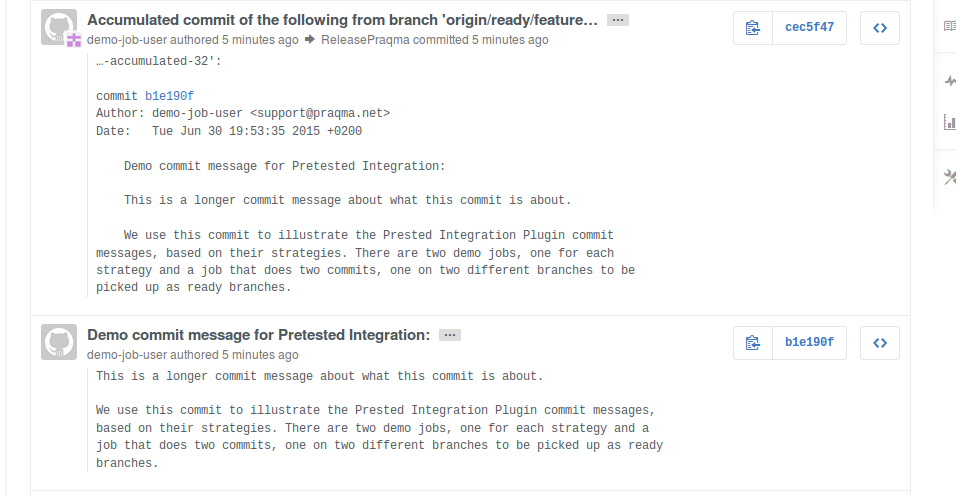 Accumulated commit of the following from branch 'origin/ready/feature… ...
demo-job-user authored 5 minutes ago → ReleasePraqma committed 5 minutes ago
cec5f47
<>
…-accumulated-32':
commit b1e190f
Author: demo-job-user <support@praqma.net>
Date:   Tue Jun 30 19:53:35 2015 +0200
Demo commit message for Pretested Integration:
This is a longer commit message about what this commit is about.
We use this commit to illustrate the Prested Integration Plugin commit
messages, based on their strategies. There are two demo jobs, one for each
strategy and a job that does two commits, one on two different branches to be
picked up as ready branches.
Demo commit message for Pretested Integration: ...
demo-job-user authored 5 minutes ago
b1e190f
<>
This is a longer commit message about what this commit is about.
We use this commit to illustrate the Prested Integration Plugin commit messages,
based on their strategies. There are two demo jobs, one for each strategy and a
job that does two commits, one on two different branches to be picked up as ready
branches.